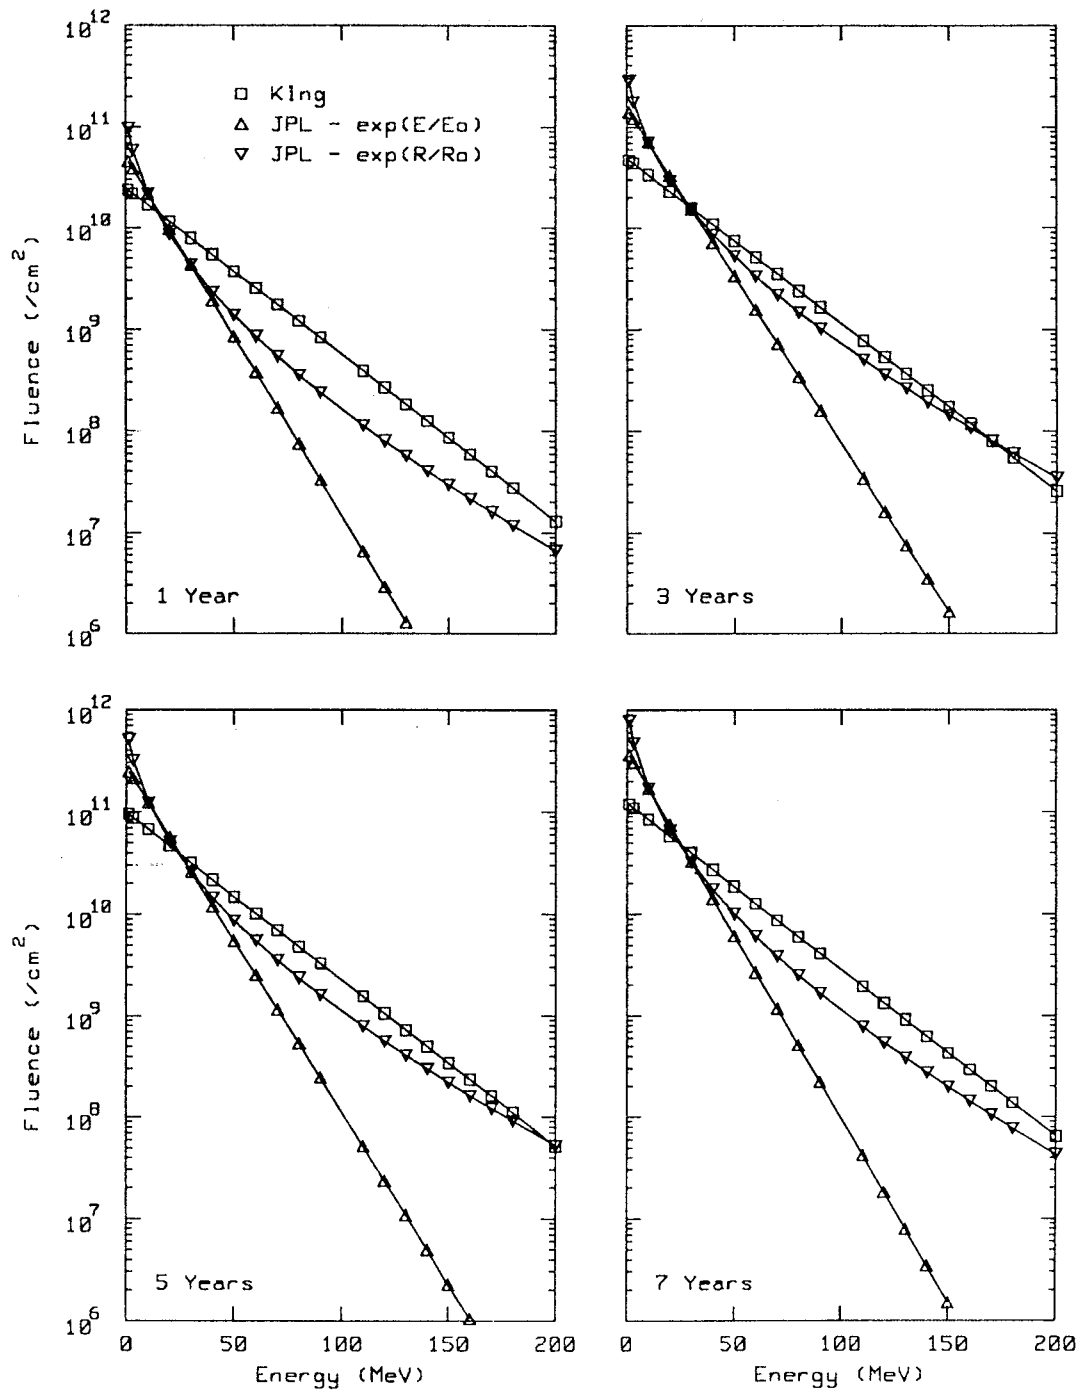 10^12
10^11
10^10
10^9
10^8
10^7
10^6
Fluence (/cm^2)
King
JPL - exp(E/Eo)
JPL - exp(R/Ro)
1 Year
3 Years
10^12
10^11
10^10
10^9
10^8
10^7
10^6
Fluence (/cm^2)
5 Years
7 Years
0 50 100 150 200
0 50 100 150 200
Energy (MeV)
Energy (MeV)